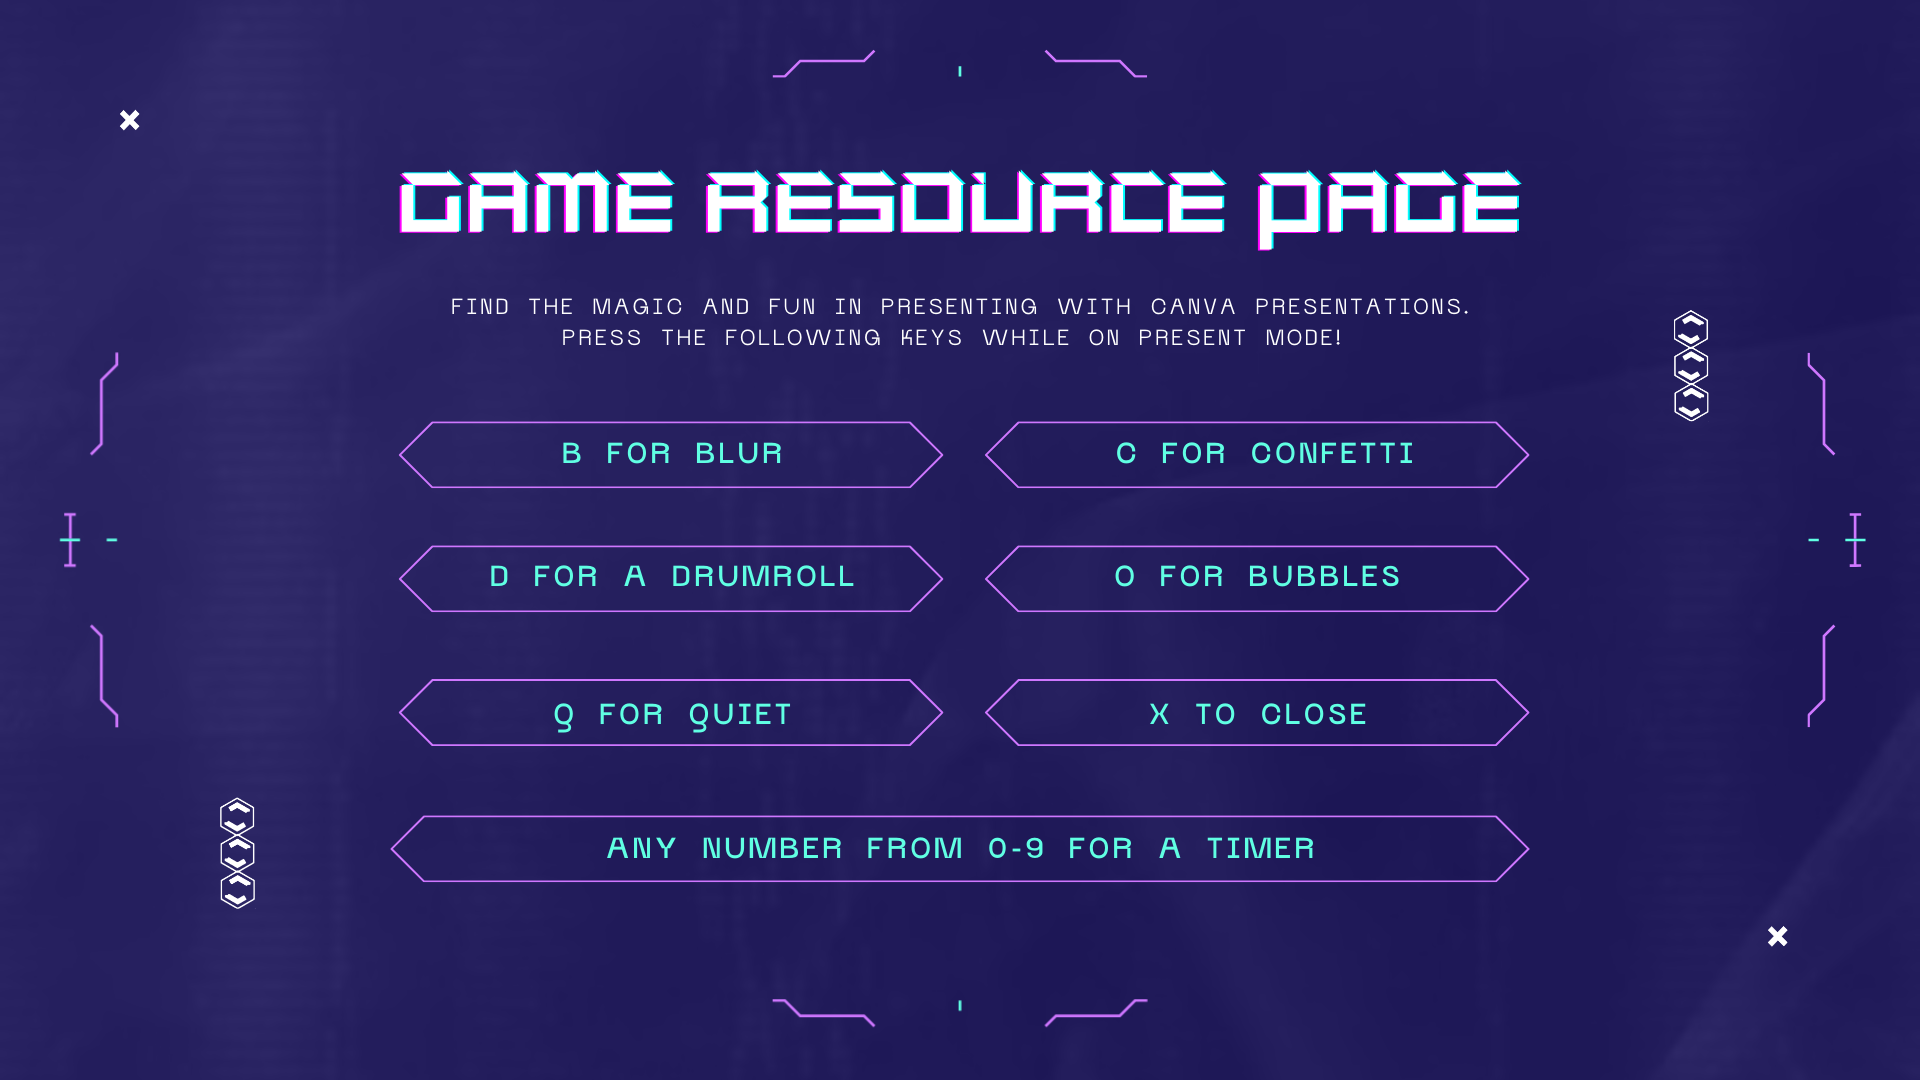 GAME RESOURCE PAGE
FIND THE MAGIC AND FUN IN PRESENTING WITH CANVA PRESENTATIONS.
PRESS THE FOLLOWING KEYS WHILE ON PRESENT MODE!
B FOR BLUR
C FOR CONFETTI
D FOR A DRUMROLL
O FOR BUBBLES
Q FOR QUIET
X TO CLOSE
ANY NUMBER FROM 0-9 FOR A TIMER